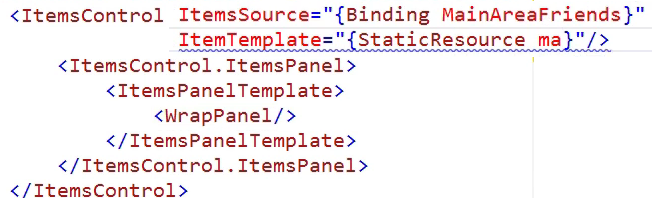 <ItemsControl ItemsSource="{Binding MainAreaFriends}"
ItemTemplate="{StaticResource ma}"/>
<ItemsControl.ItemsPanel>
<ItemsPanelTemplate>
<WrapPanel/>
</ItemsPanelTemplate>
</ItemsControl.ItemsPanel>
</ItemsControl>